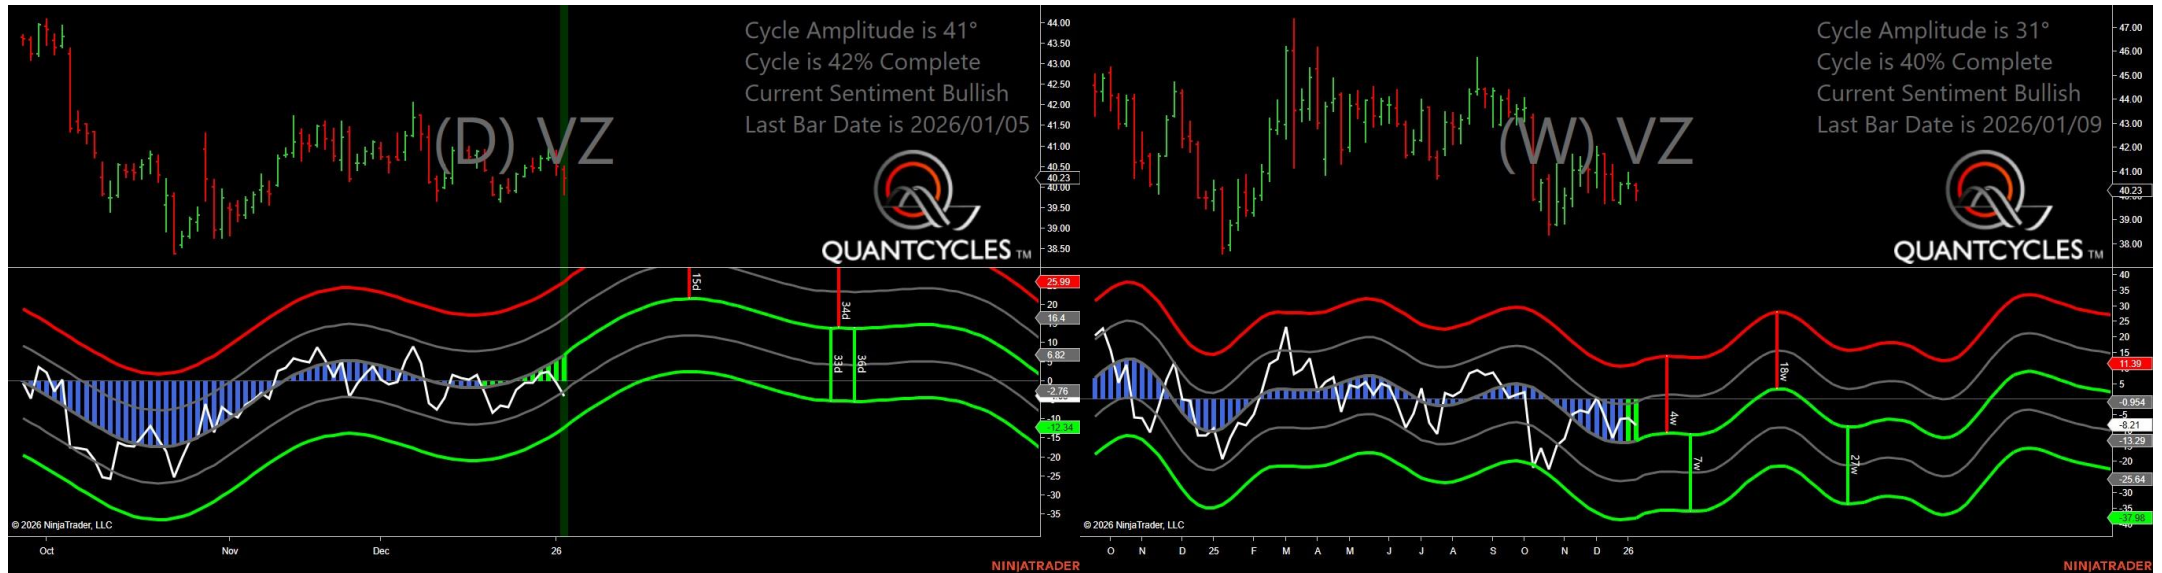 Cycle Amplitude is 41°
Cycle is 42% Complete
Current Sentiment Bullish
Last Bar Date is 2026/01/05
(D) VZ
QUANTCYCLES TM
44.00
43.50
43.00
42.50
42.00
41.50
41.00
40.50
40.23
40.00
39.50
39.00
38.50
15d
34d
33d
36d
25.99
20
16.4
10
6.82
5
0
-2.76
-10
-12.34
-15
-20
-25
-30
-35
© 2026 NinjaTrader, LLC
Oct Nov Dec 26
NINJATRADER
Cycle Amplitude is 31°
Cycle is 40% Complete
Current Sentiment Bullish
Last Bar Date is 2026/01/09
(W) VZ
QUANTCYCLES TM
47.00
46.00
45.00
44.00
43.00
42.00
41.00
40.23
39.00
38.00
4w
7w
18w
27w
40
35
30
25
20
15
11.39
5
-0.954
-5
-8.21
-13.29
-20
-25.64
-30
-35
-37.98
© 2026 NinjaTrader, LLC
O N D 25 F M A M J J A S O N D 26
NINJATRADER